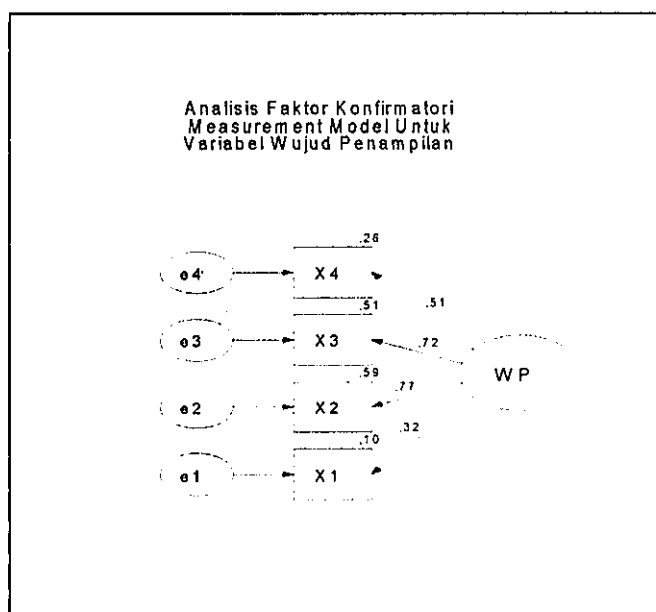 Analisis Faktor Konfirmatori
Measurement Model Untuk
Variabel Wujud Penampilan
.26
e4
X4
.51
.51
e3
X3
.72
WP
.59
e2
X2
.77
.32
.10
e1
X1